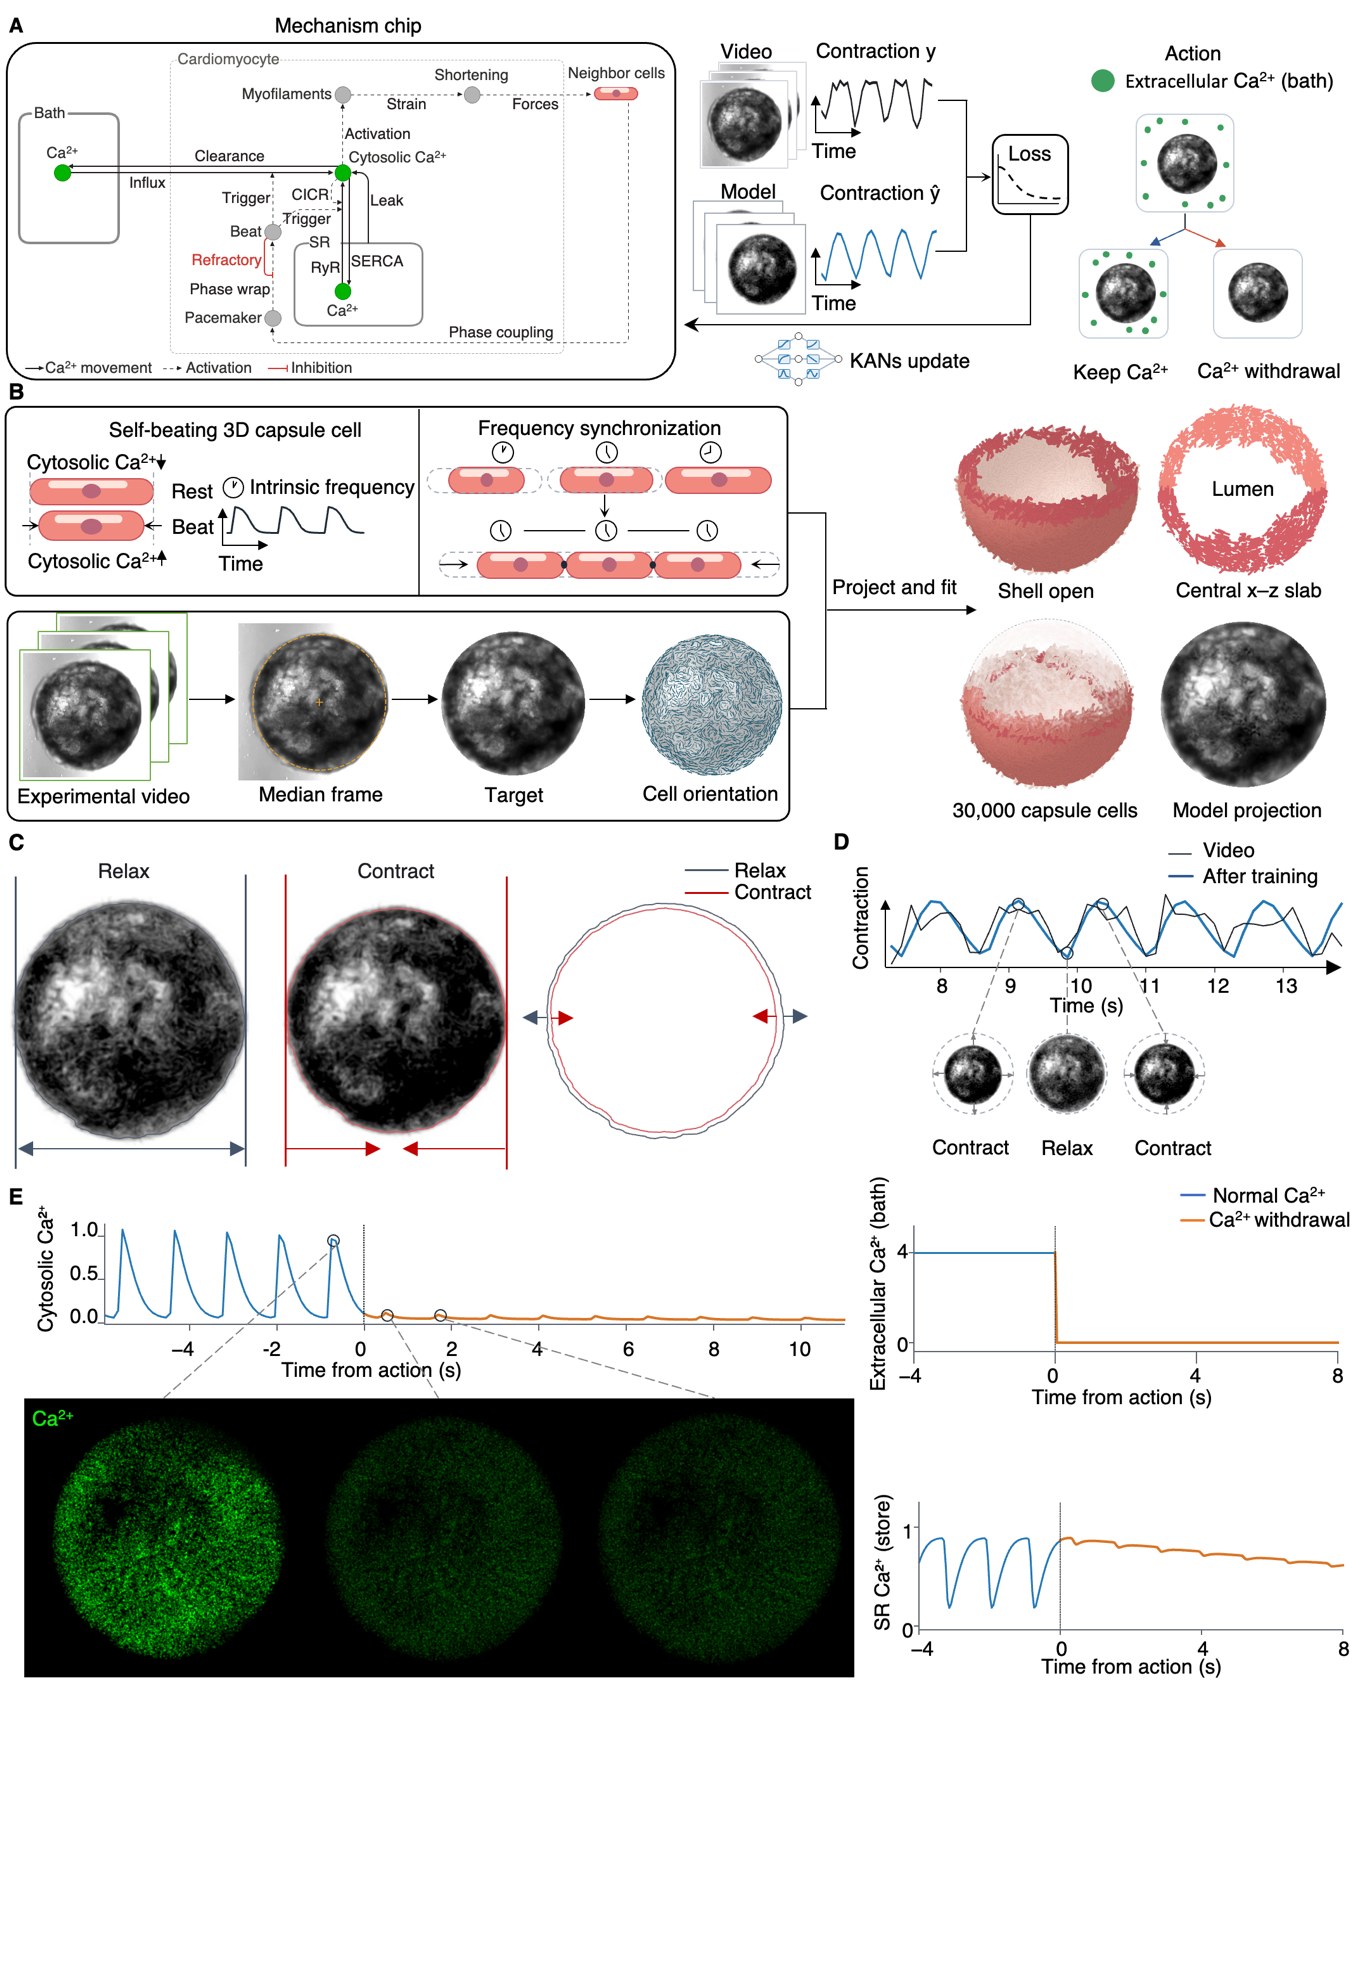 A
Mechanism chip
Cardiomyocyte
Bath
Ca²⁺
Clearance
Influx
Myofilaments
Strain
Shortening
Forces
Neighbor cells
Activation
Cytosolic Ca²⁺
Trigger
CICR
Trigger
Leak
Beat
SR
Refractory
RyR
SERCA
Phase wrap
Ca²⁺
Pacemaker
Phase coupling
Ca²⁺ movement
Activation
Inhibition
Video
Contraction y
Time
Model
Contraction ŷ
Time
Loss
KANs update
Action
Extracellular Ca²⁺ (bath)
Keep Ca²⁺
Ca²⁺ withdrawal
B
Self-beating 3D capsule cell
Cytosolic Ca²⁺
Rest
Intrinsic frequency
Beat
Cytosolic Ca²⁺
Time
Frequency synchronization
Experimental video
Median frame
Target
Cell orientation
Project and fit
Shell open
Lumen
Central x–z slab
30,000 capsule cells
Model projection
C
Relax
Contract
Relax
Contract
D
Video
After training
Contraction
8 9 10 11 12 13
Time (s)
Contract
Relax
Contract
E
Cytosolic Ca²⁺
1.0
0.5
0.0
−4 -2 0 2 4 6 8 10
Time from action (s)
Ca²⁺
Normal Ca²⁺
Ca²⁺ withdrawal
Extracellular Ca²⁺ (bath)
4
0
−4 0 4 8
Time from action (s)
SR Ca²⁺ (store)
1
0
−4 0 4 8
Time from action (s)